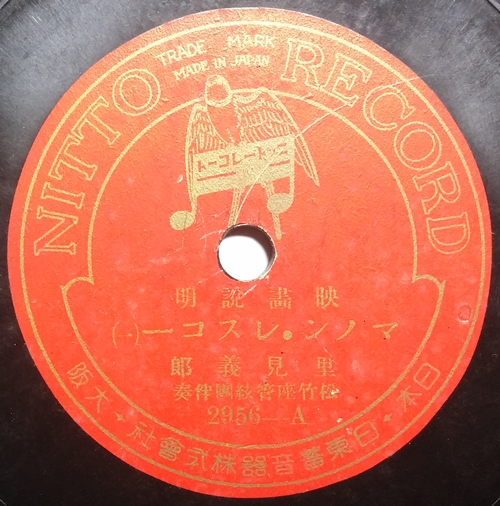 NITTO RECORD
TRADE MARK
MADE IN JAPAN
ニットーレコード
映畵説明
マノン・レスコー(一)
里見義郎
松竹座管絃團伴奏
2956—A
日本・日東蓄音器株式會社・大阪